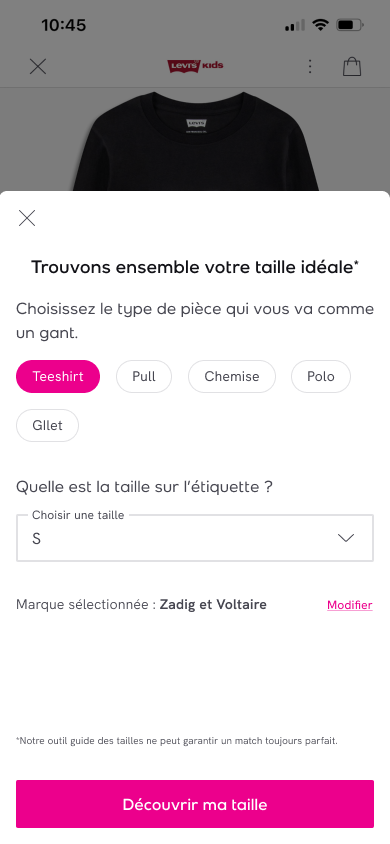 10:45
Levi's KIDS
LEVI'S
Trouvons ensemble votre taille idéale*
Choisissez le type de pièce qui vous va comme
un gant.
Teeshirt Pull Chemise Polo
GIlet
Quelle est la taille sur l'étiquette ?
Choisir une taille
S
Marque sélectionnée : Zadig et Voltaire Modifier
*Notre outil guide des tailles ne peut garantir un match toujours parfait.
Découvrir ma taille